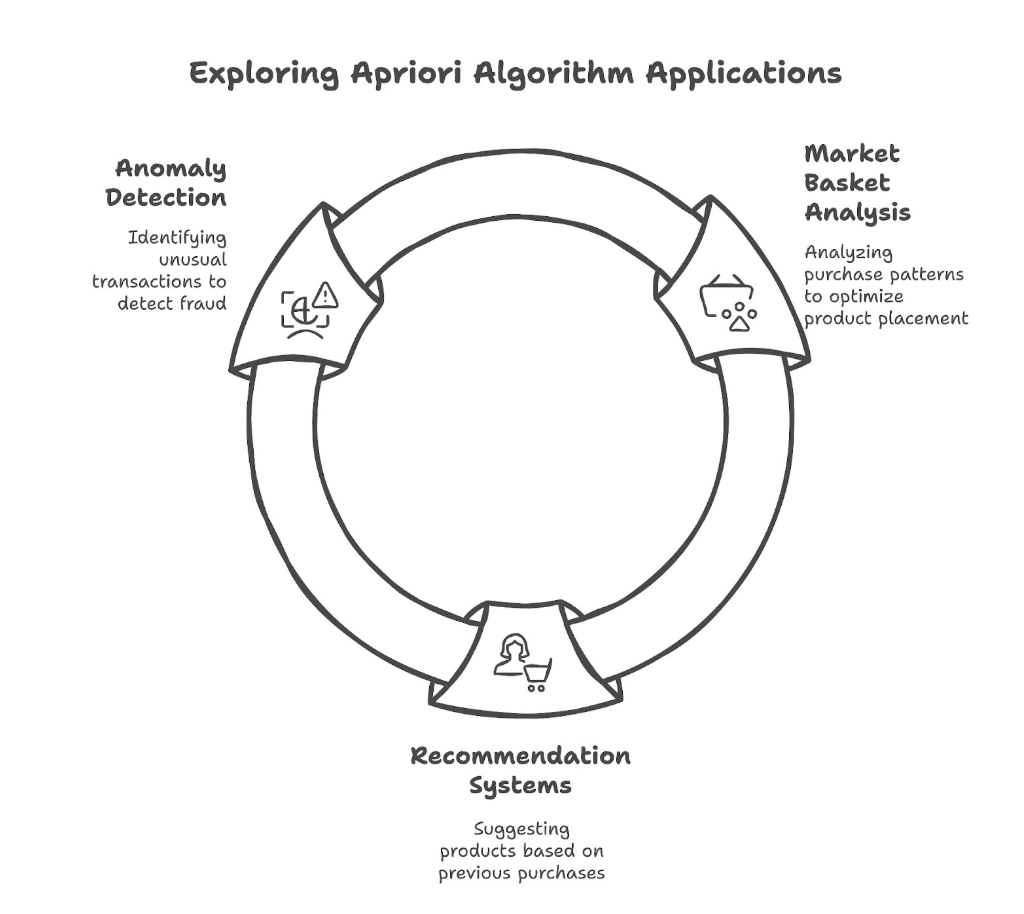 Exploring Apriori Algorithm Applications
Anomaly
Detection
Identifying
unusual
transactions to
detect fraud
Market
Basket
Analysis
Analyzing
purchase patterns
to optimize
product placement
Recommendation
Systems
Suggesting
products based on
previous purchases